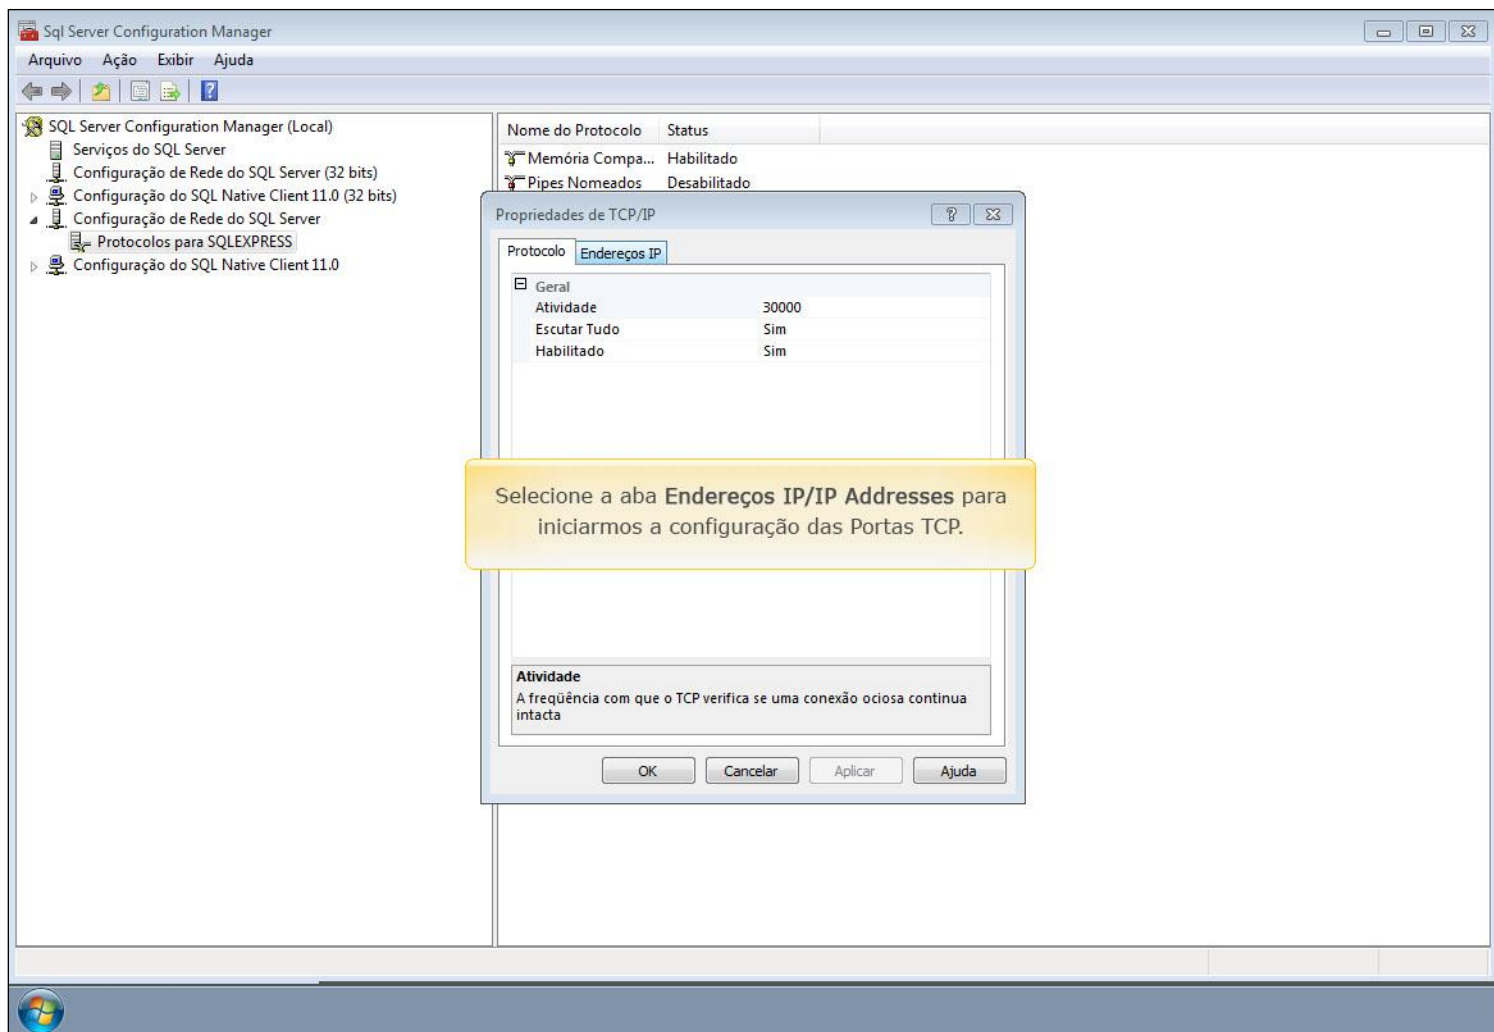 Sql Server Configuration Manager
Arquivo Ação Exibir Ajuda
SQL Server Configuration Manager (Local)
Serviços do SQL Server
Configuração de Rede do SQL Server (32 bits)
Configuração do SQL Native Client 11.0 (32 bits)
Configuração de Rede do SQL Server
Protocolos para SQLEXPRESS
Configuração do SQL Native Client 11.0
Nome do Protocolo Status
Memória Compa... Habilitado
Pipes Nomeados Desabilitado
Propriedades de TCP/IP
Protocolo Endereços IP
Geral
Atividade 30000
Escutar Tudo Sim
Habilitado Sim
Selecione a aba Endereços IP/IP Addresses para
iniciarmos a configuração das Portas TCP.
Atividade
A freqüência com que o TCP verifica se uma conexão ociosa continua
intacta
OK Cancelar Aplicar Ajuda